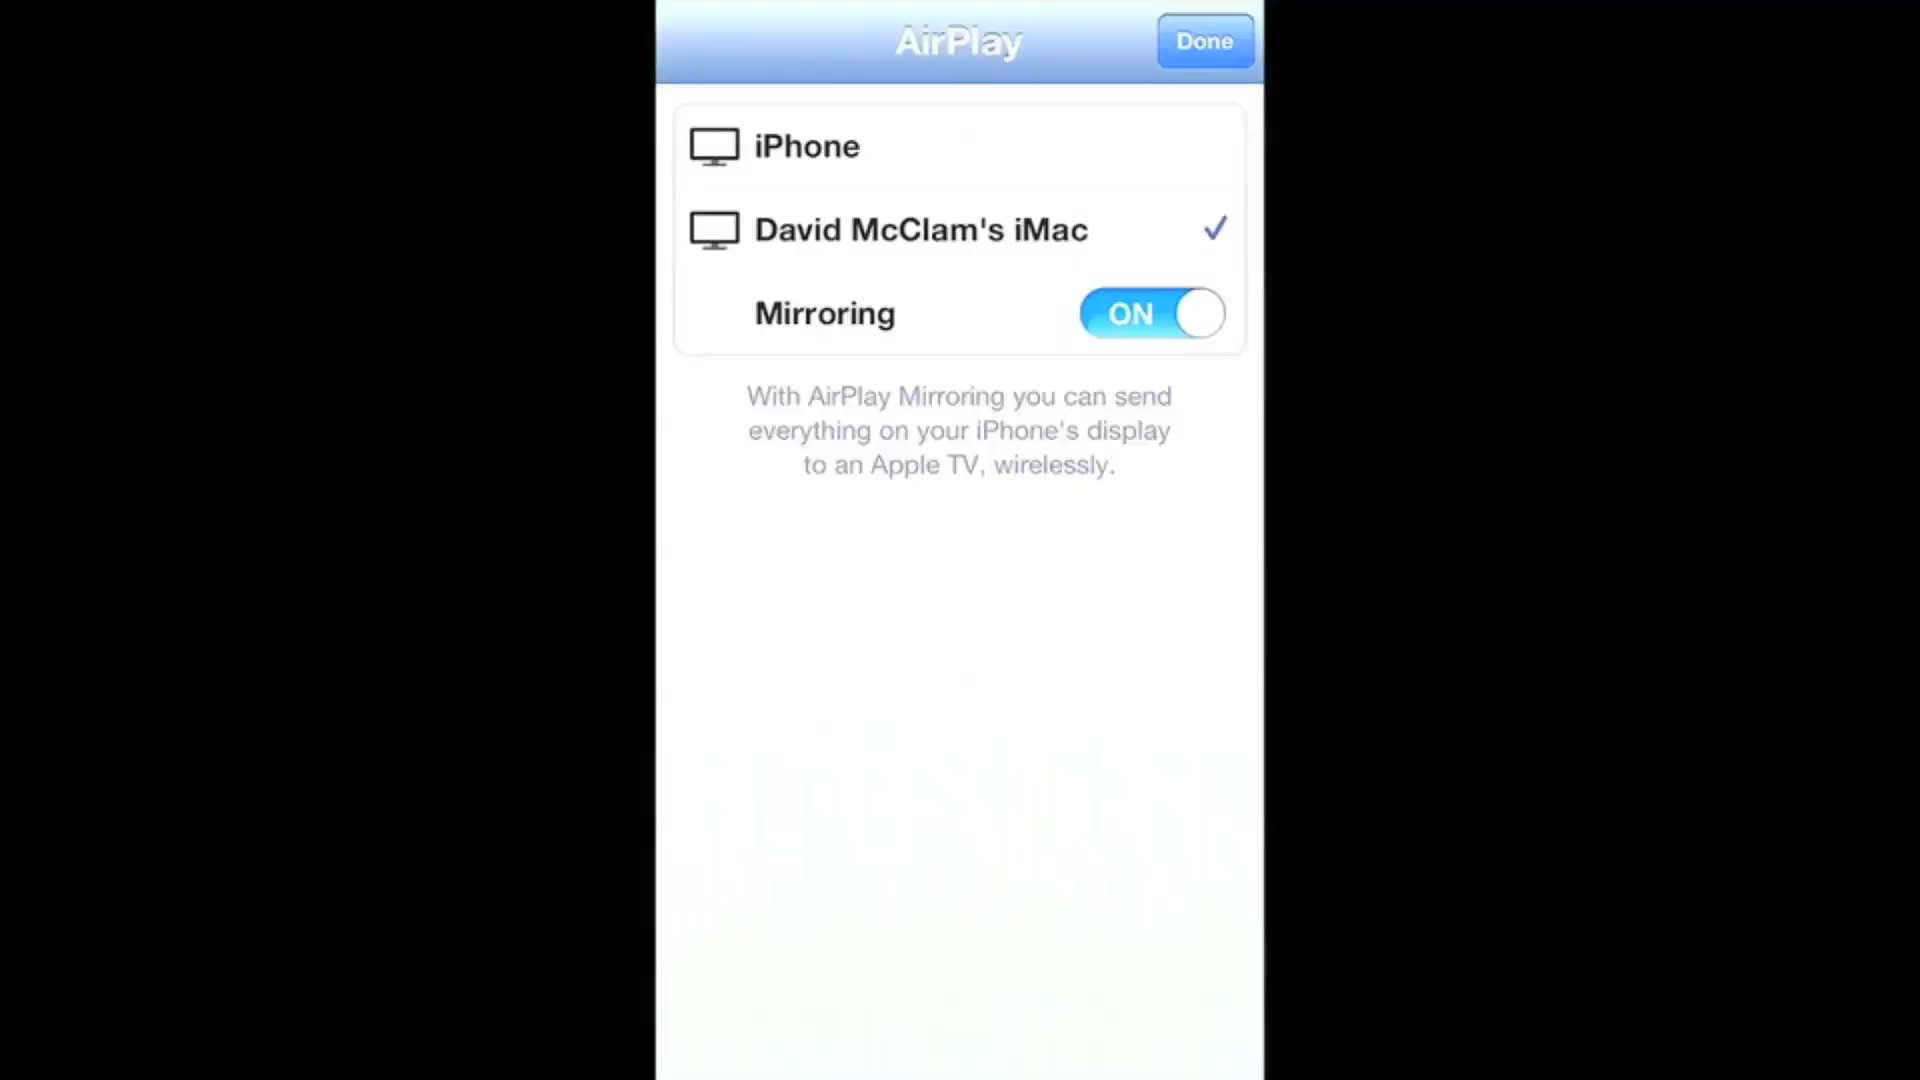 AirPlay
Done
iPhone
David McClam's iMac
Mirroring
ON
With AirPlay Mirroring you can send
everything on your iPhone's display
to an Apple TV, wirelessly.